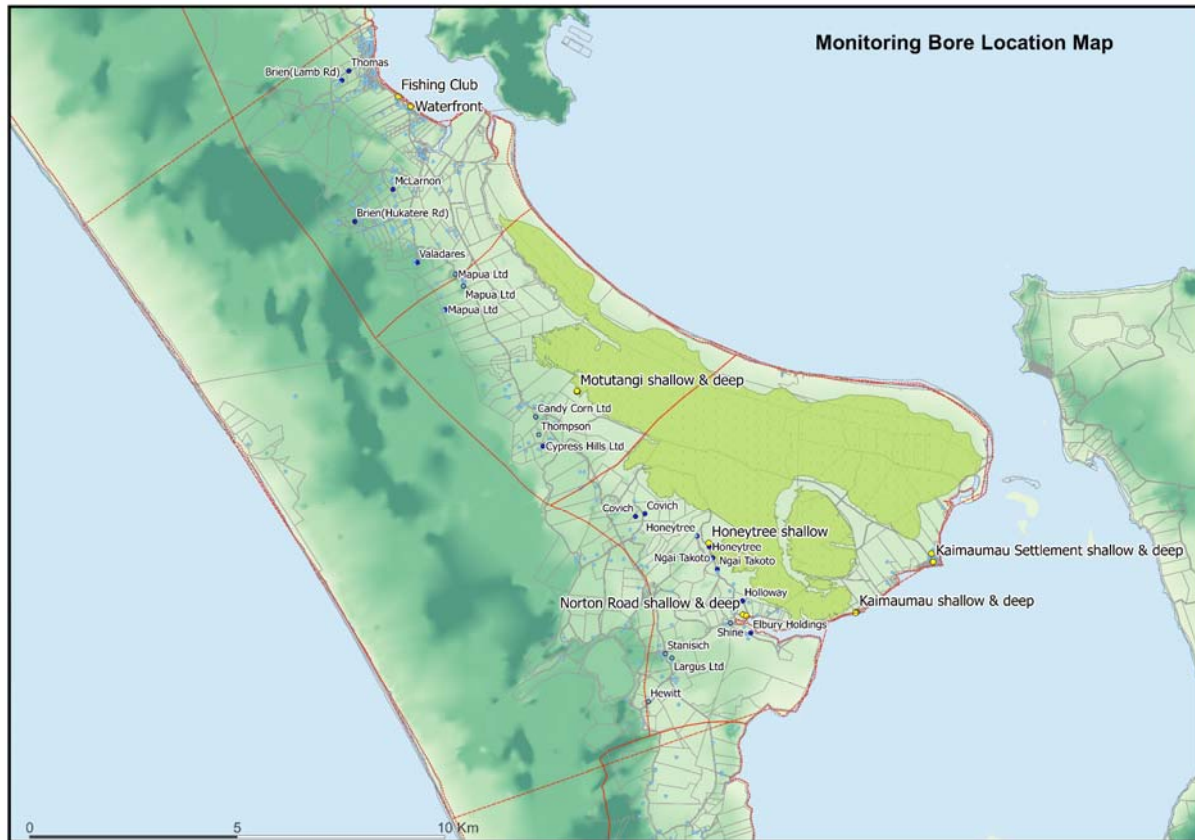 Monitoring Bore Location Map
Thomas
Brien(Lamb Rd)
Fishing Club
Waterfront
McLarnon
Brien(Hukatere Rd)
Valadares
Mapua Ltd
Mapua Ltd
Mapua Ltd
Motutangi shallow & deep
Candy Corn Ltd
Thompson
Cypress Hills Ltd
Covich
Covich
Honeytree
Honeytree shallow
Honeytree
Ngai Takoto
Ngai Takoto
Kaimaumau Settlement shallow & deep
Holloway
Norton Road shallow & deep
Kaimaumau shallow & deep
Elbury Holdings
Shine
Stanisich
Largus Ltd
Hewitt
0 5 10 Km